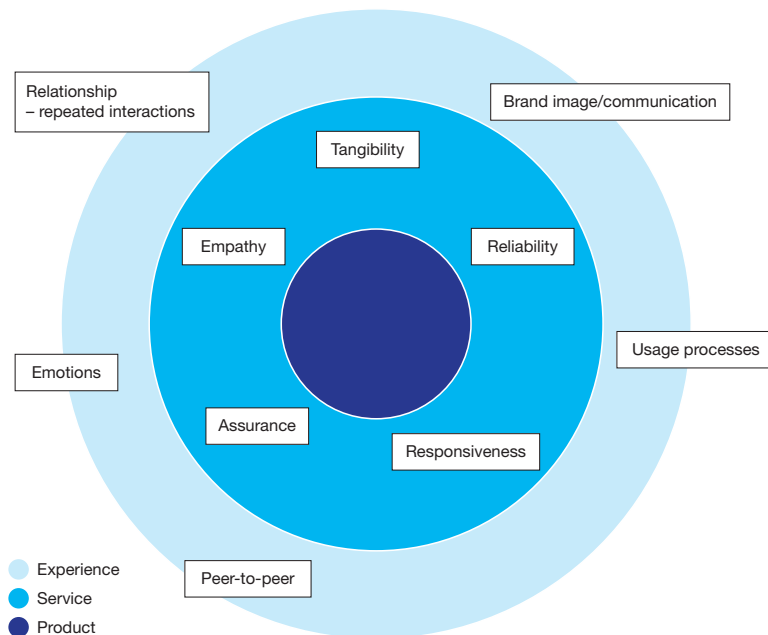 Relationship
– repeated interactions
Brand image/communication
Tangibility
Empathy
Reliability
Usage processes
Emotions
Assurance
Responsiveness
Peer-to-peer
Experience
Service
Product